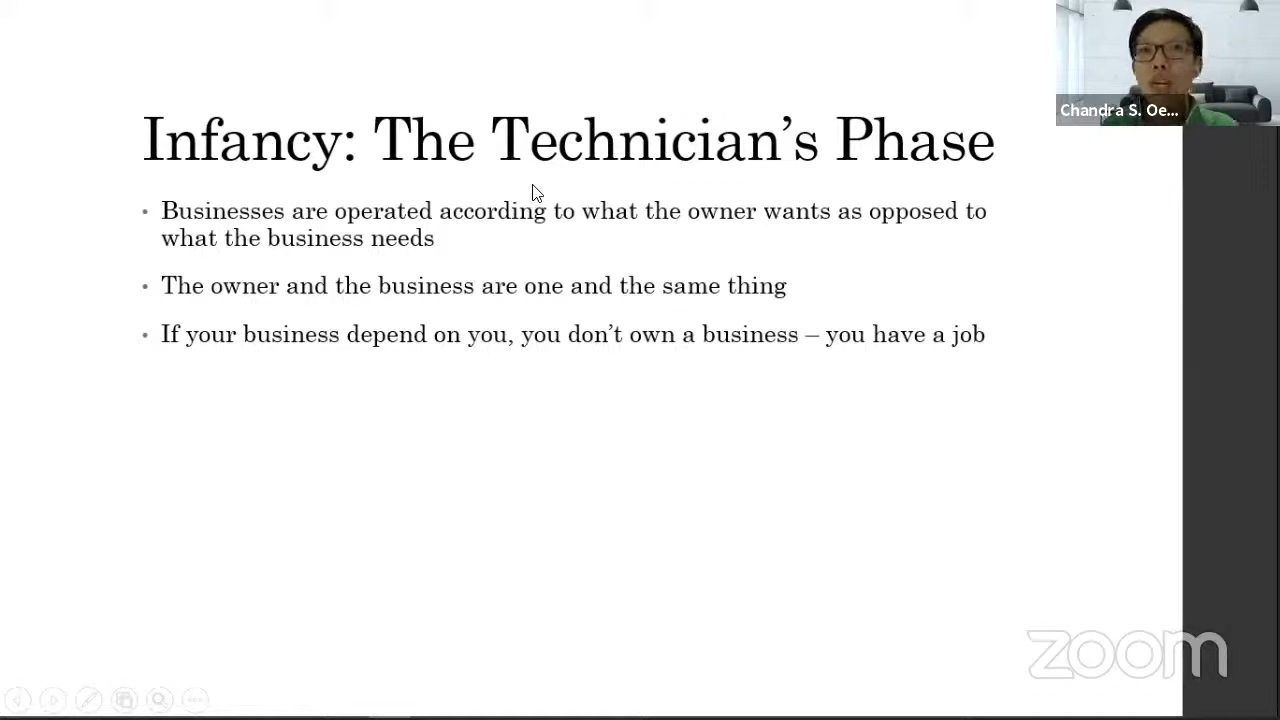 Chandra S. Oe...
Infancy: The Technician’s Phase
• Businesses are operated according to what the owner wants as opposed to
what the business needs
• The owner and the business are one and the same thing
• If your business depend on you, you don’t own a business – you have a job
zoom